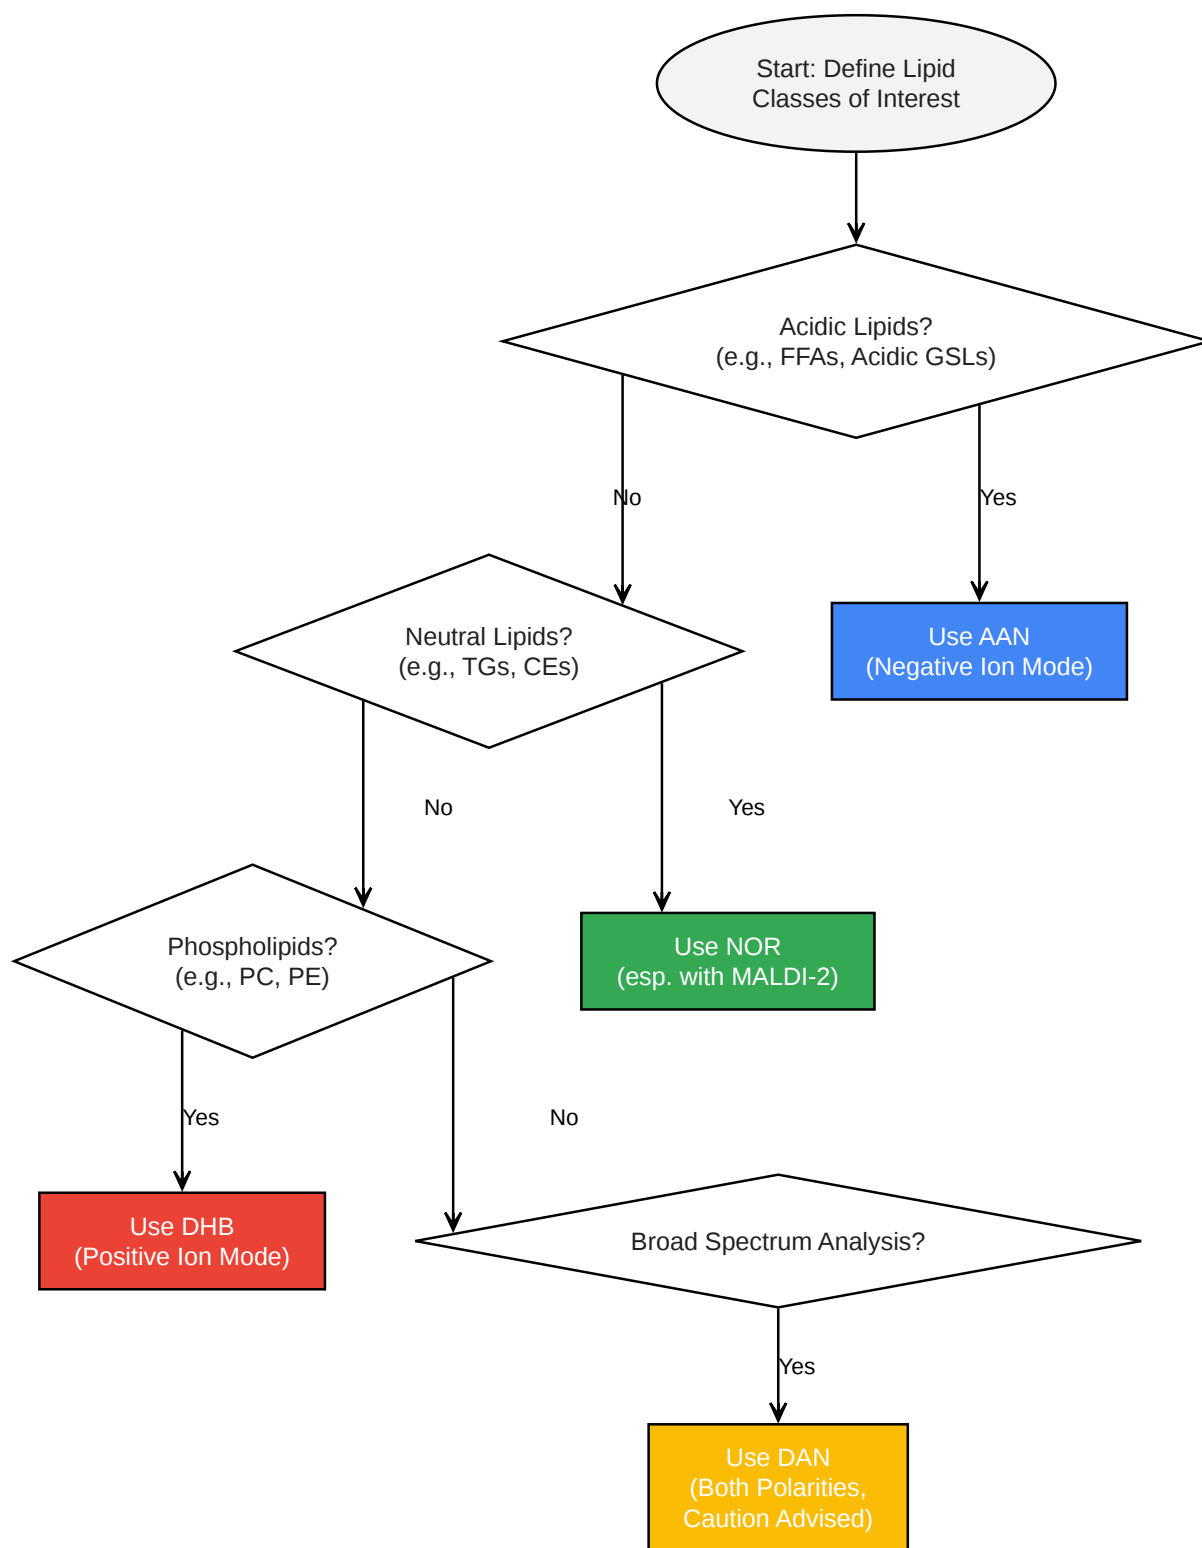 Start: Define Lipid
Classes of Interest
Acidic Lipids?
(e.g., FFAs, Acidic GSLs)
No
Yes
Neutral Lipids?
(e.g., TGs, CEs)
Use AAN
(Negative Ion Mode)
No
Yes
Phospholipids?
(e.g., PC, PE)
Use NOR
(esp. with MALDI-2)
Yes
No
Use DHB
(Positive Ion Mode)
Broad Spectrum Analysis?
Yes
Use DAN
(Both Polarities,
Caution Advised)